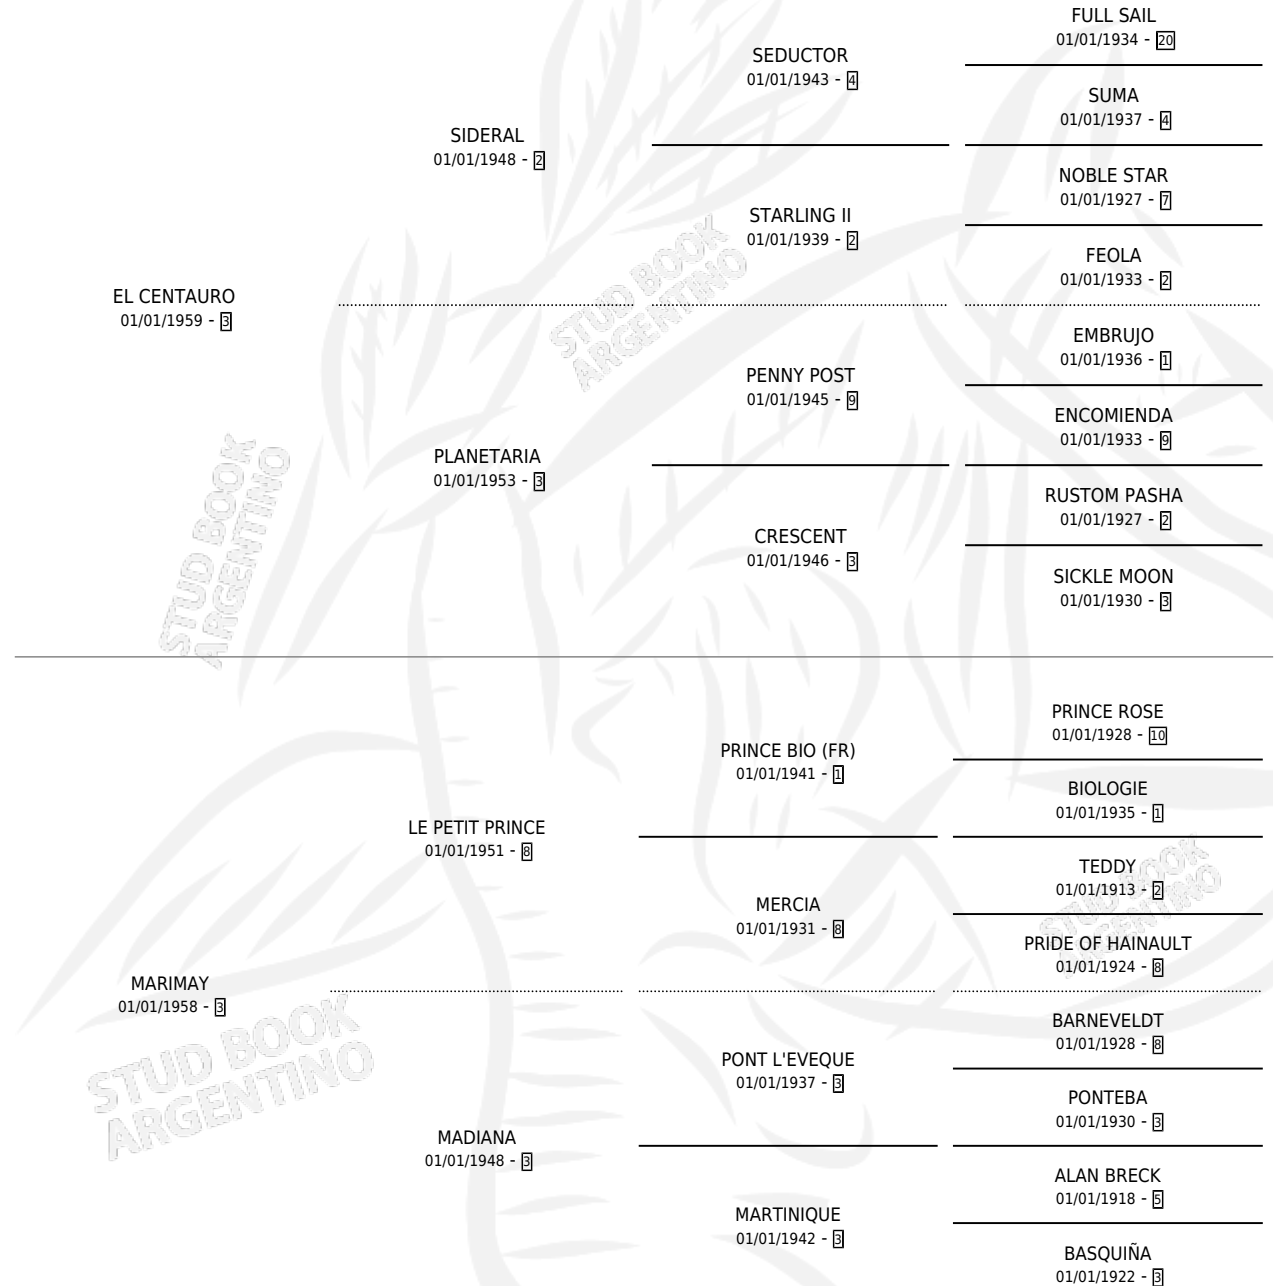 FULL SAIL
01/01/1934 - 20
SEDUCTOR
01/01/1943 - 4
SUMA
01/01/1937 - 4
SIDERAL
01/01/1948 - 2
NOBLE STAR
01/01/1927 - 7
STARLING II
01/01/1939 - 2
FEOLA
01/01/1933 - 2
EL CENTAURO
01/01/1959 - 3
STUD BOOK
ARGENTINO
EMBRUJO
01/01/1936 - 1
PENNY POST
01/01/1945 - 9
ENCOMIENDA
01/01/1933 - 9
PLANETARIA
01/01/1953 - 3
RUSTOM PASHA
01/01/1927 - 2
CRESCENT
01/01/1946 - 3
SICKLE MOON
01/01/1930 - 3
STUD BOOK
ARGENTINO
PRINCE ROSE
01/01/1928 - 10
PRINCE BIO (FR)
01/01/1941 - 1
BIOLOGIE
01/01/1935 - 1
LE PETIT PRINCE
01/01/1951 - 8
TEDDY
01/01/1913 - 2
MERCIA
01/01/1931 - 8
PRIDE OF HAINAULT
01/01/1924 - 8
STUD BOOK
ARGENTINO
MARIMAY
01/01/1958 - 3
BARNEVELDT
01/01/1928 - 8
PONT L'EVEQUE
01/01/1937 - 3
PONTEBA
01/01/1930 - 3
STUD BOOK
ARGENTINO
MADIANA
01/01/1948 - 3
ALAN BRECK
01/01/1918 - 5
MARTINIQUE
01/01/1942 - 3
BASQUIÑA
01/01/1922 - 3